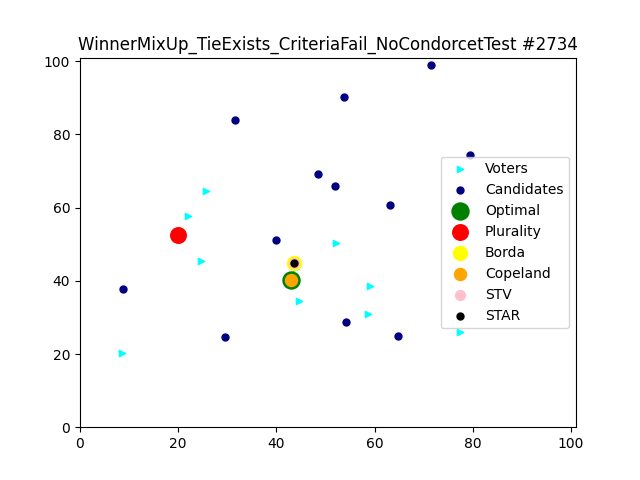 WinnerMixUp_TieExists_CriteriaFail_NoCondorcetTest #2734
100
80
60
40
20
0
0 20 40 60 80 100
Voters
Candidates
Optimal
Plurality
Borda
Copeland
STV
STAR